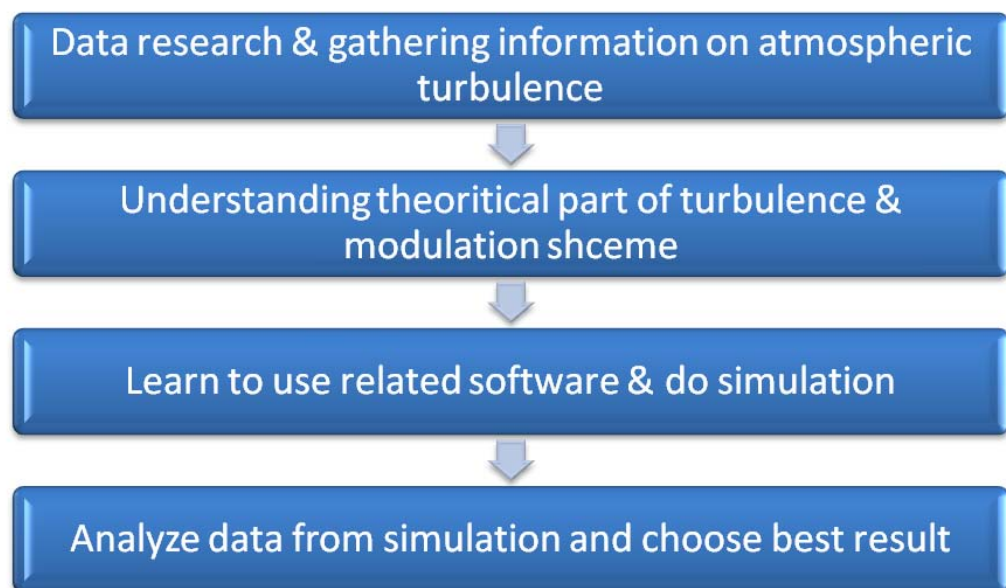 Data research & gathering information on atmospheric
turbulence
Understanding theoritical part of turbulence &
modulation shceme
Learn to use related software & do simulation
Analyze data from simulation and choose best result